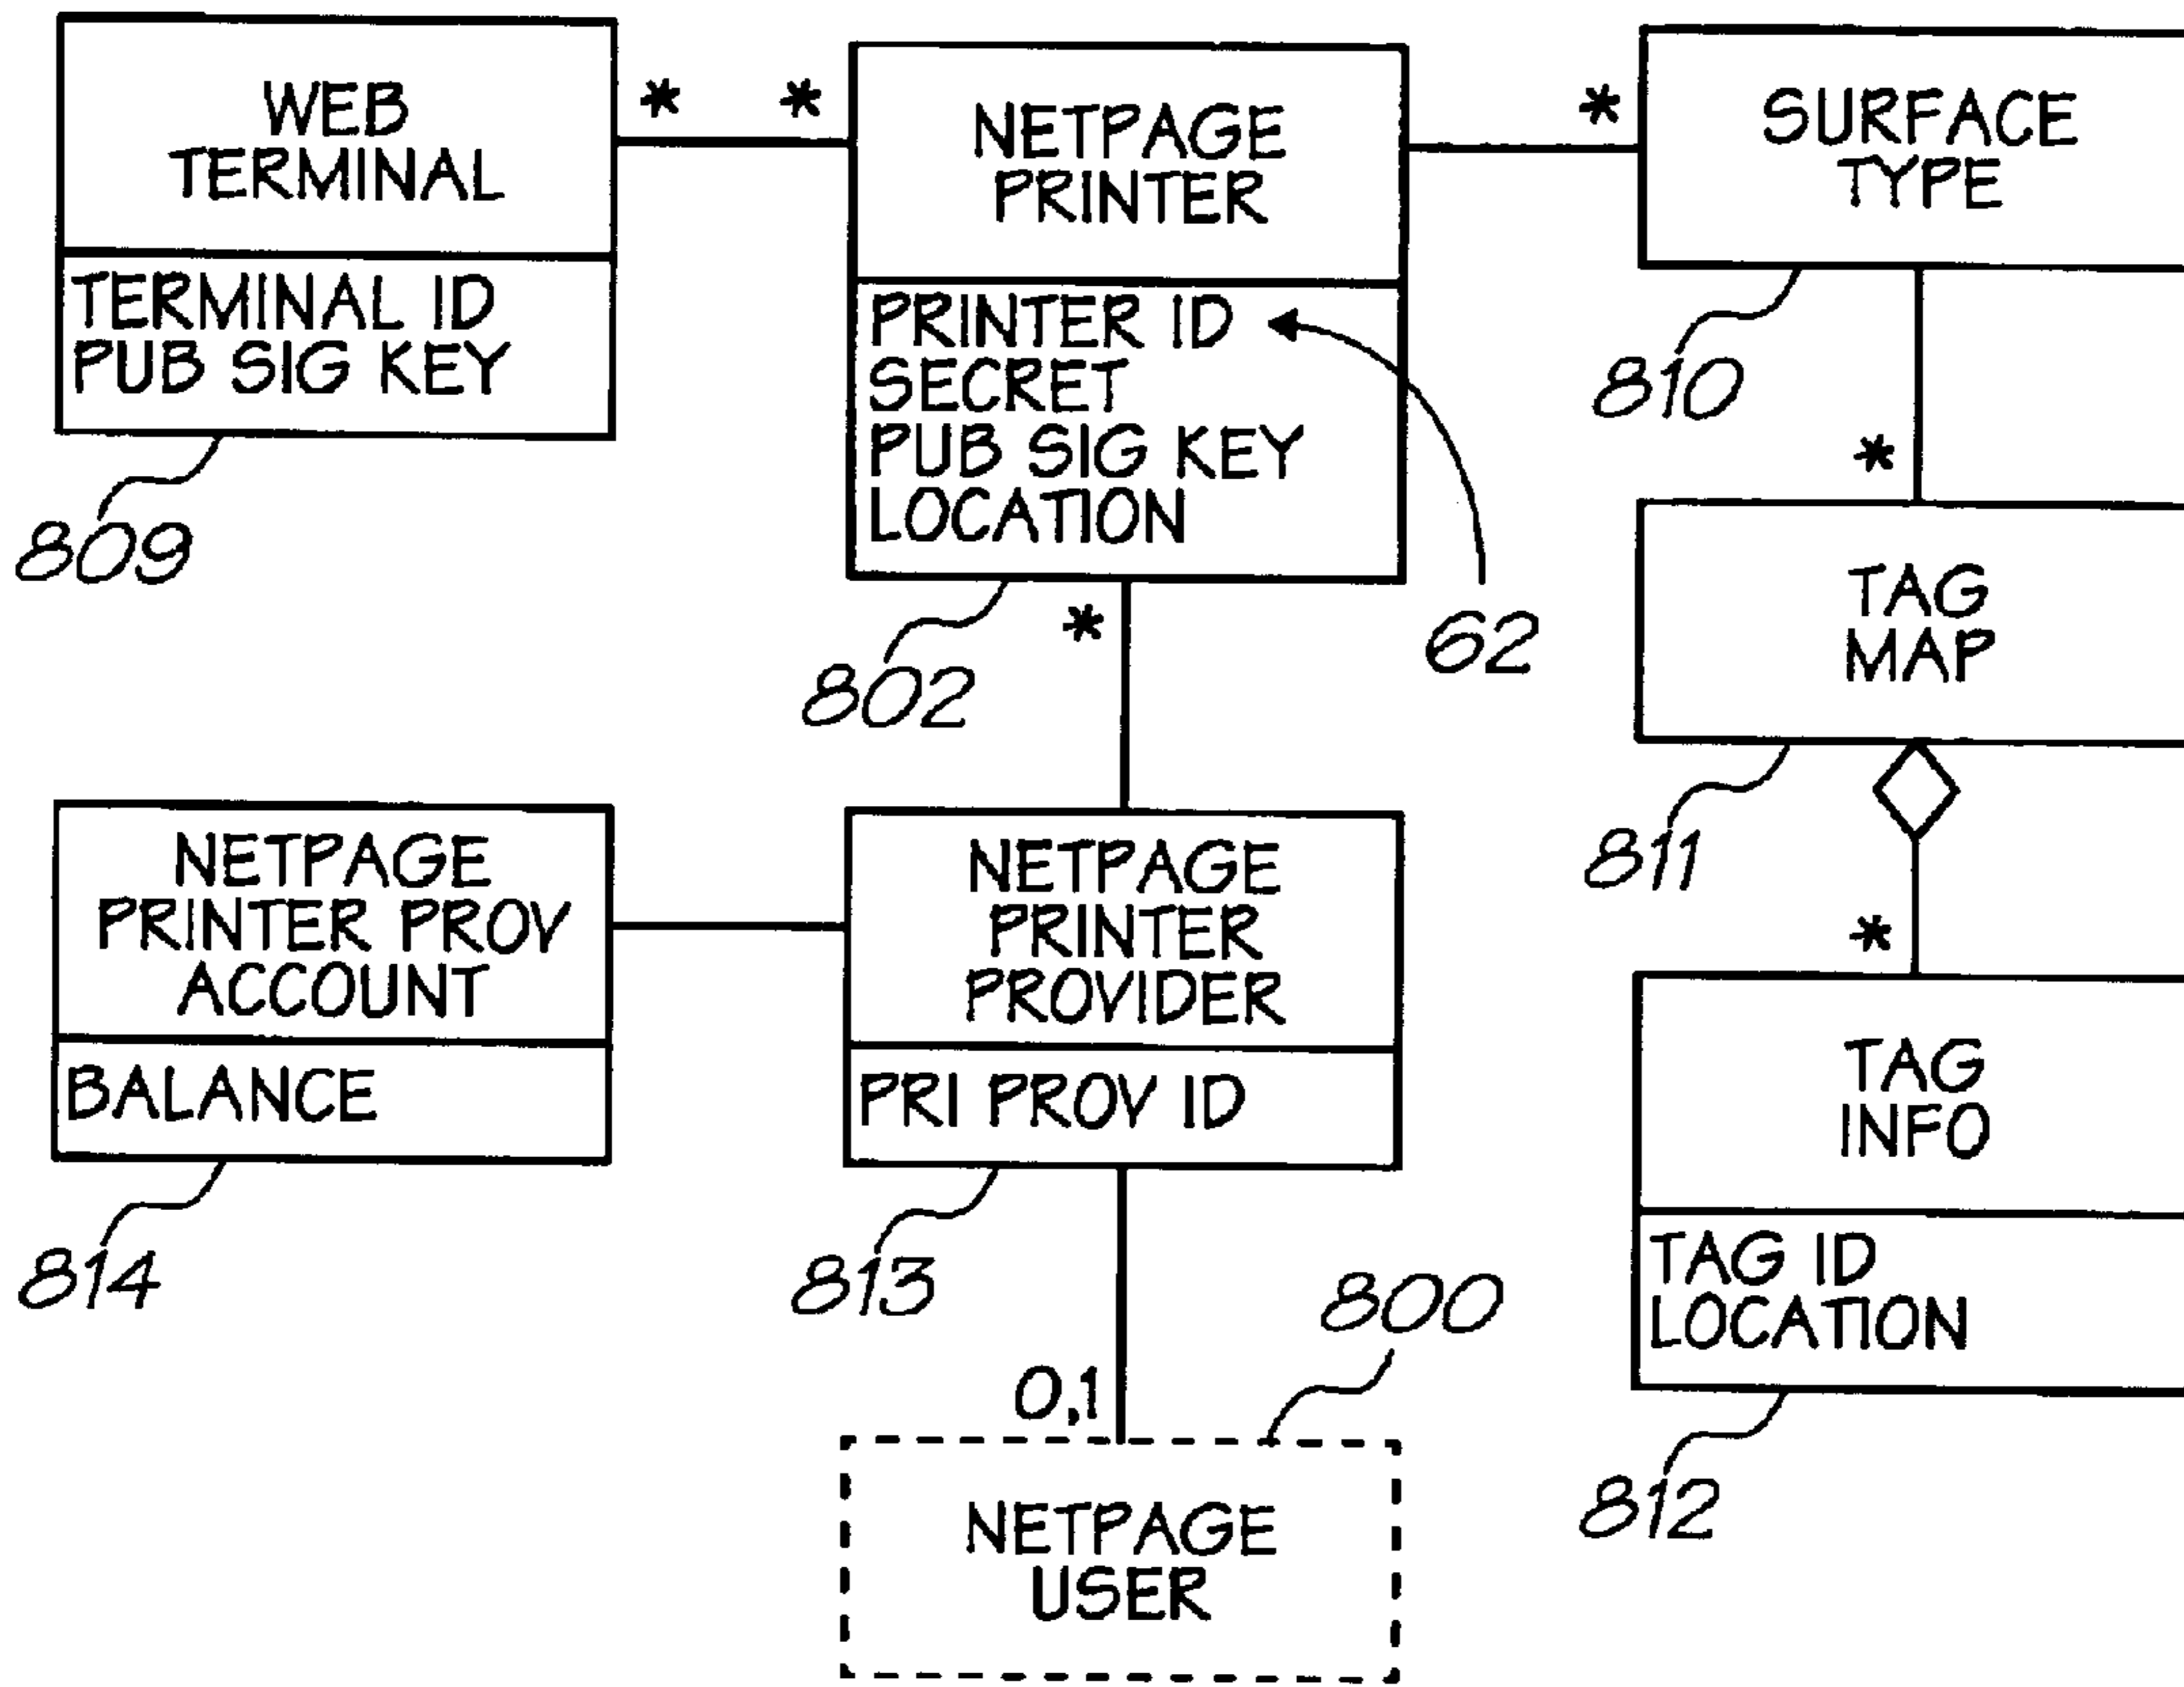 WEB
TERMINAL
TERMINAL ID
PUB SIG KEY
809
*
*
NETPAGE
PRINTER
PRINTER ID
SECRET
PUB SIG KEY
LOCATION
802
62
*
*
SURFACE
TYPE
810
*
TAG
MAP
811
*
NETPAGE
PRINTER PROV
ACCOUNT
BALANCE
814
NETPAGE
PRINTER
PROVIDER
PRI PROV ID
813
TAG
INFO
TAG ID
LOCATION
812
800
0,1
NETPAGE
USER